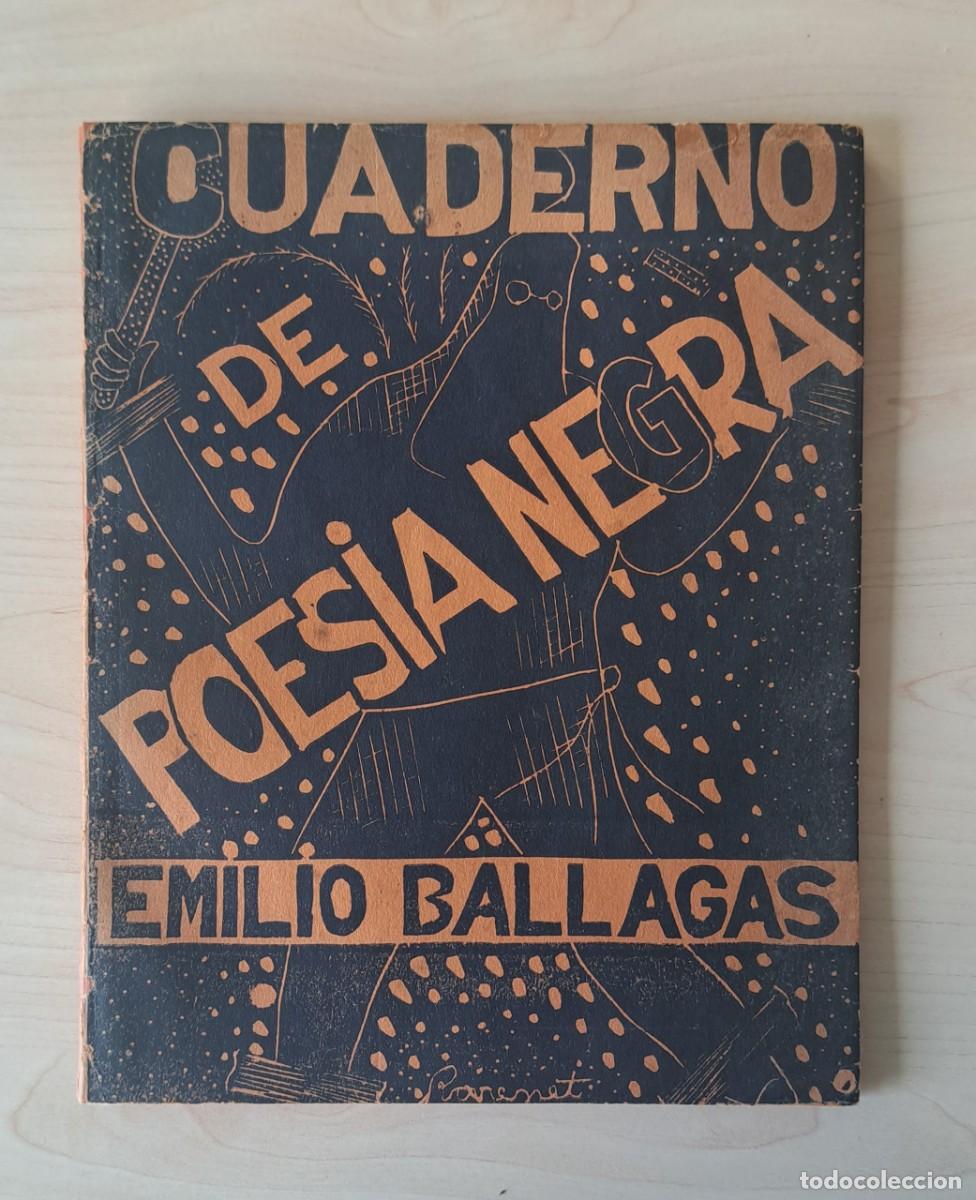 CUADERNO
DE
POESIA NEGRA
EMILIO BALLAGAS
todocoleccion